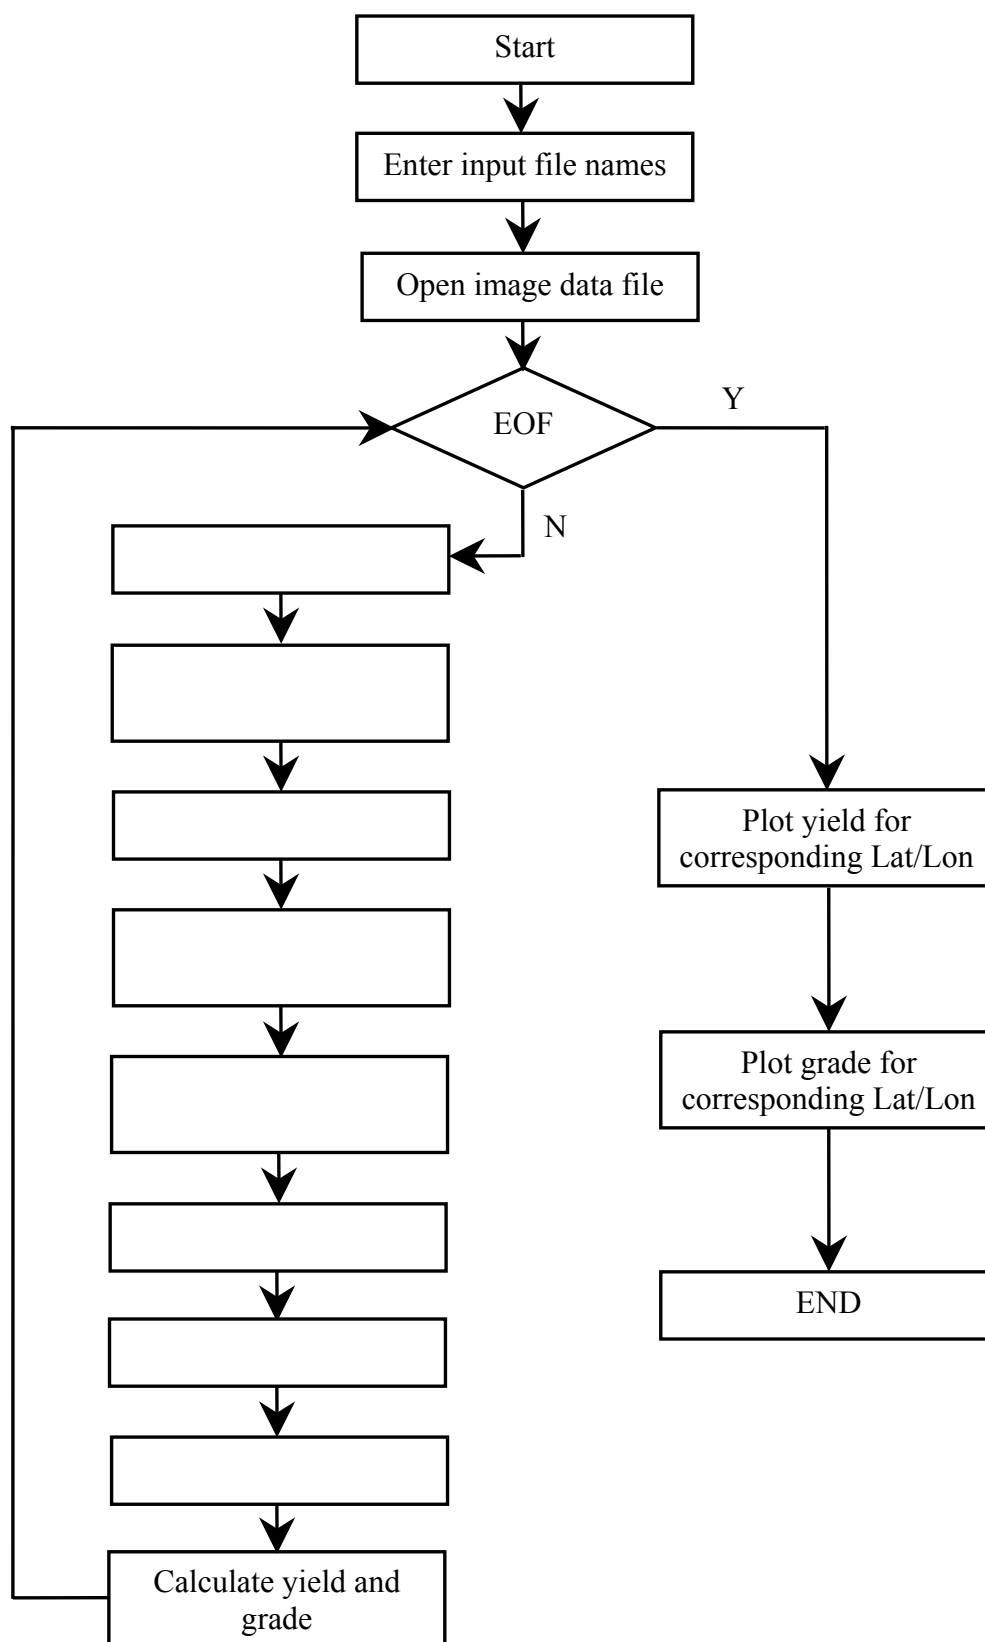 Start
Enter input file names
Open image data file
EOF
Y
N
Plot yield for
corresponding Lat/Lon
Plot grade for
corresponding Lat/Lon
END
Calculate yield and
grade